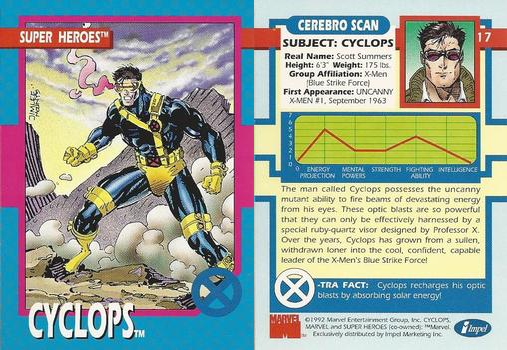 SUPER HEROES™
JIM LEE
CYCLOPS™
CEREBRO SCAN
17
SUBJECT: CYCLOPS
Real Name: Scott Summers
Height: 6'3" Weight: 175 lbs.
Group Affiliation: X-Men
(Blue Strike Force)
First Appearance: UNCANNY
X-MEN #1, September 1963
7
6
5
4
3
2
1
0
ENERGY PROJECTION
MENTAL POWERS
STRENGTH
FIGHTING ABILITY
INTELLIGENCE
The man called Cyclops possesses the uncanny
mutant ability to fire beams of devastating energy
from his eyes. These optic blasts are so powerful
that they can only be effectively harnessed by a
special ruby-quartz visor designed by Professor X.
Over the years, Cyclops has grown from a sullen,
withdrawn loner into the cool, confident, capable
leader of the X-Men's Blue Strike Force!
X
-TRA FACT: Cyclops recharges his optic
blasts by absorbing solar energy!
MARVEL
©1992 Marvel Entertainment Group, Inc. CYCLOPS,
MARVEL and SUPER HEROES (co-owned); ™Marvel.
Exclusively distributed by Impel Marketing Inc.
impel